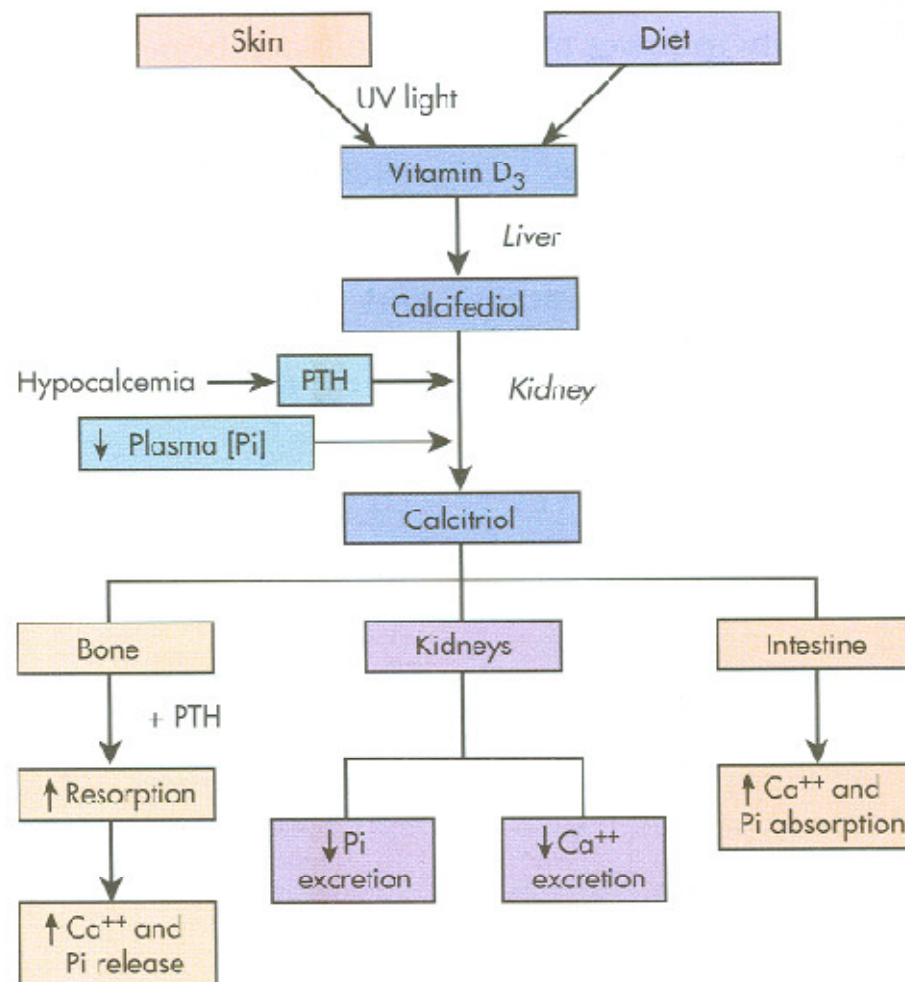 Skin
Diet
UV light
Vitamin D₃
Liver
Calcifediol
Hypocalcemia
PTH
Kidney
↓ Plasma [Pi]
Calcitriol
Bone
Kidneys
Intestine
+ PTH
↑ Resorption
↑ Ca⁺⁺ and
Pi absorption
↓ Pi
excretion
↓ Ca⁺⁺
excretion
↑ Ca⁺⁺ and
Pi release